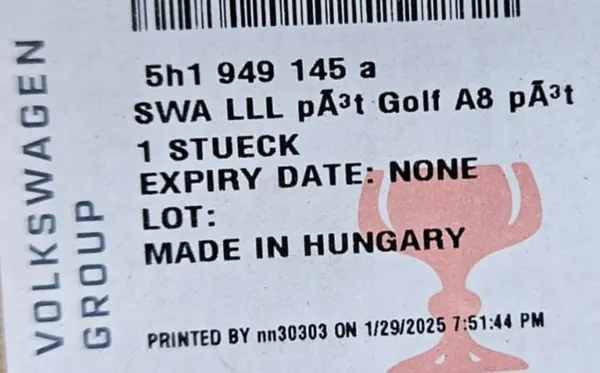 VOLKSWAGEN
GROUP
5h1 949 145 a
SWA LLL pÃ³t Golf A8 pÃ³t
1 STUECK
EXPIRY DATE: NONE
LOT:
MADE IN HUNGARY
PRINTED BY nn30303 ON 1/29/2025 7:51:44 PM